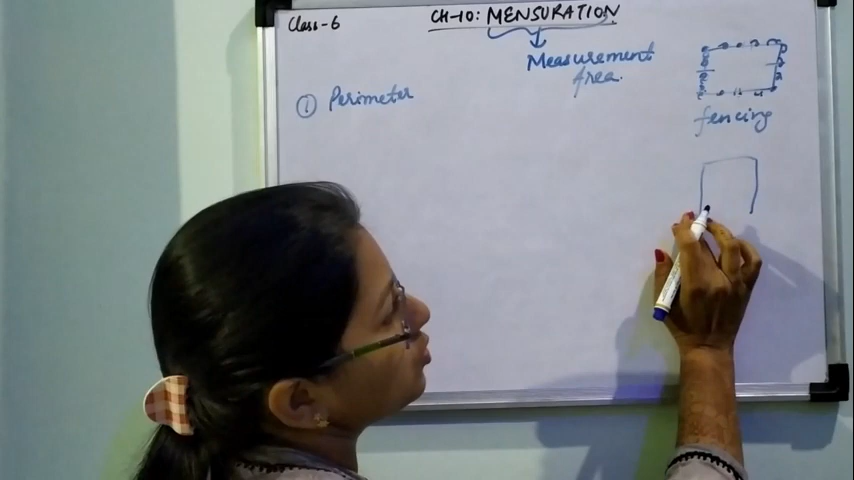 Class-6
CH-10: MENSURATION
Measurement
Area.
① Perimeter
fencing